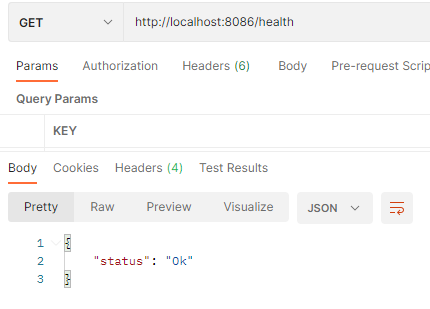 GET http://localhost:8086/health
Params Authorization Headers (6) Body Pre-request Scrip
Query Params
KEY
Body Cookies Headers (4) Test Results
Pretty Raw Preview Visualize JSON
1 {
2 "status": "Ok"
3 }